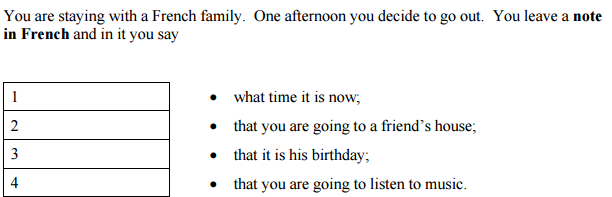 You are staying with a French family. One afternoon you decide to go out. You leave a note
in French and in it you say
1
• what time it is now;
2
• that you are going to a friend's house;
3
• that it is his birthday;
4
• that you are going to listen to music.